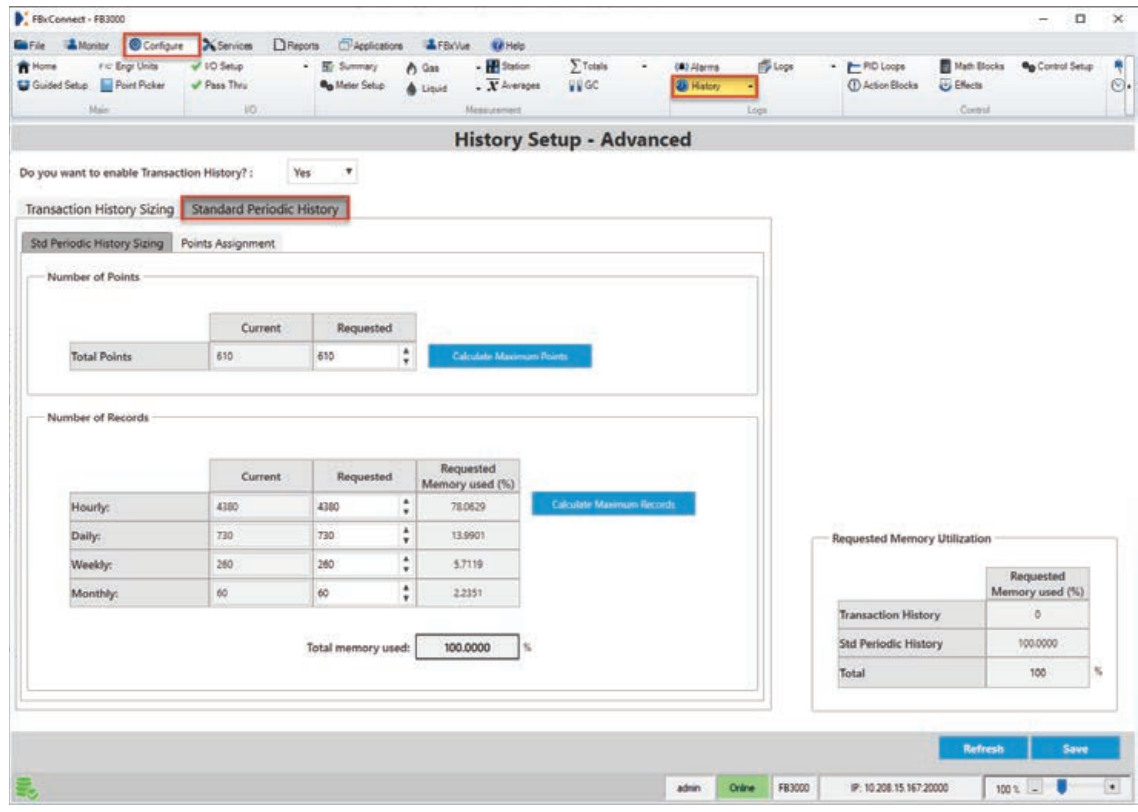 FBxConnect - FB3000
File Monitor Configure Services Reports Applications FBxVue Help
Home Engr Units I/O Setup Summary Gas Station Totals Alarms Logs PID Loops Math Blocks Control Setup
Guided Setup Point Picker Pass Thru Meter Setup Liquid Averages GC History Action Blocks Effects
Main I/O Measurement Logs Control
History Setup - Advanced
Do you want to enable Transaction History? : Yes
Transaction History Sizing Standard Periodic History
Std Periodic History Sizing Points Assignment
Number of Points
Current Requested
Total Points 610 610 Calculate Maximum Points
Number of Records
Current Requested Requested Memory used (%)
Hourly: 4380 4380 78.0629 Calculate Maximum Records
Daily: 730 730 13.9901
Weekly: 260 260 5.7119
Monthly: 60 60 2.2351
Total memory used: 100.0000 %
Requested Memory Utilization
Requested
Memory used (%)
Transaction History 0
Std Periodic History 100.0000
Total 100 %
Refresh Save
admin Online FB3000 IP: 10.208.15.167:20000 100 %